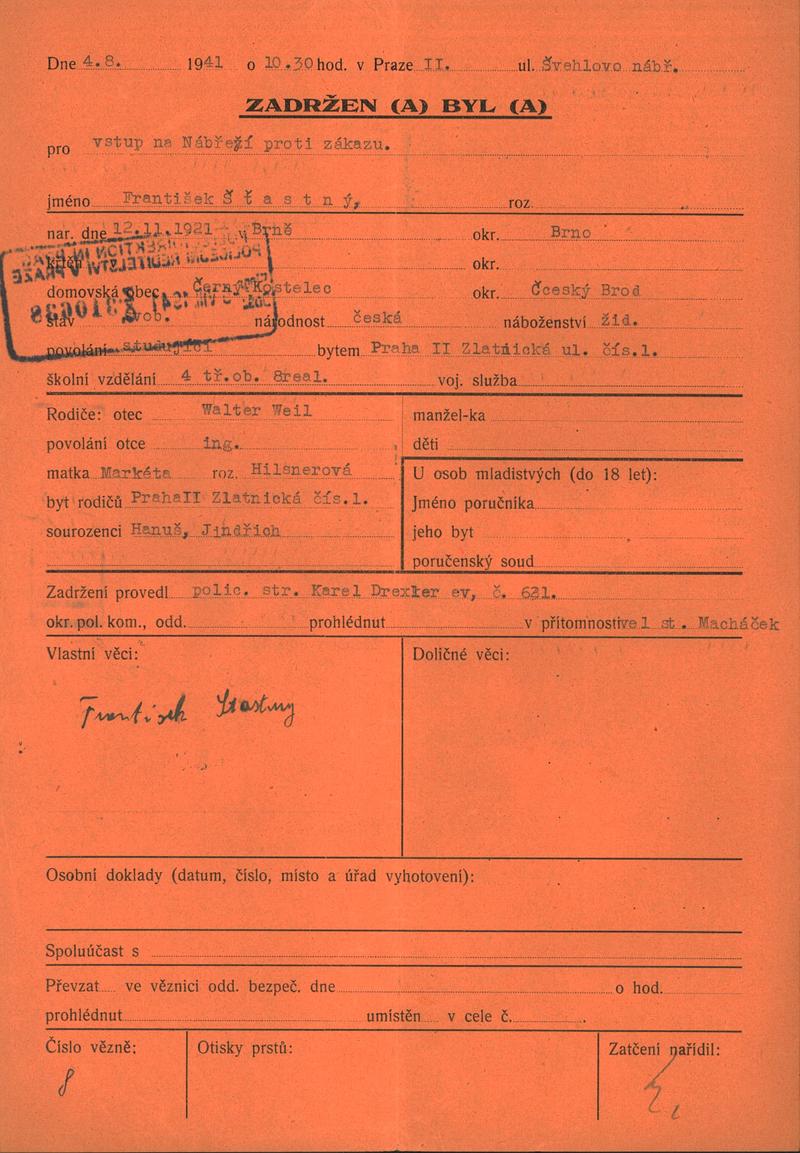 Dne 4.8. 1941 o 10.30 hod. v Praze II. ul. Švehlovo nábř.
ZADRŽEN (A) BYL (A)
pro vstup na Nábřeží proti zákazu.
jméno František Š ť a s t n ý, roz.
nar. dne 12.11.1921 v Brně okr. Brno
okr.
domovská obec Černý Kostelec okr. Čceský Brod
stav svob. národnost česká náboženství žid.
povolání studující bytem Praha II Zlatnická ul. čís.1.
školní vzdělání 4 tř.ob. 8real. voj. služba
Rodiče: otec Walter Weil manžel-ka
povolání otce ing. děti
matka Markéta roz. Hilsnerová U osob mladistvých (do 18 let):
byt rodičů PrahaII Zlatnická čís.1. Jméno poručníka
sourozenci Hanuš, Jindřich jeho byt
poručenský soud
Zadržení provedl polic. str. Karel Drexler ev, č. 621.
okr. pol. kom., odd. prohlédnut v přítomnosti vel st. Macháček
Vlastní věci: Doličné věci:
František Stastny
Osobní doklady (datum, číslo, místo a úřad vyhotovení):
Spoluúčast s
Převzat ve věznici odd. bezpeč. dne o hod.
prohlédnut umístěn v cele č.
Číslo vězně: Otisky prstů: Zatčení nařídil:
8